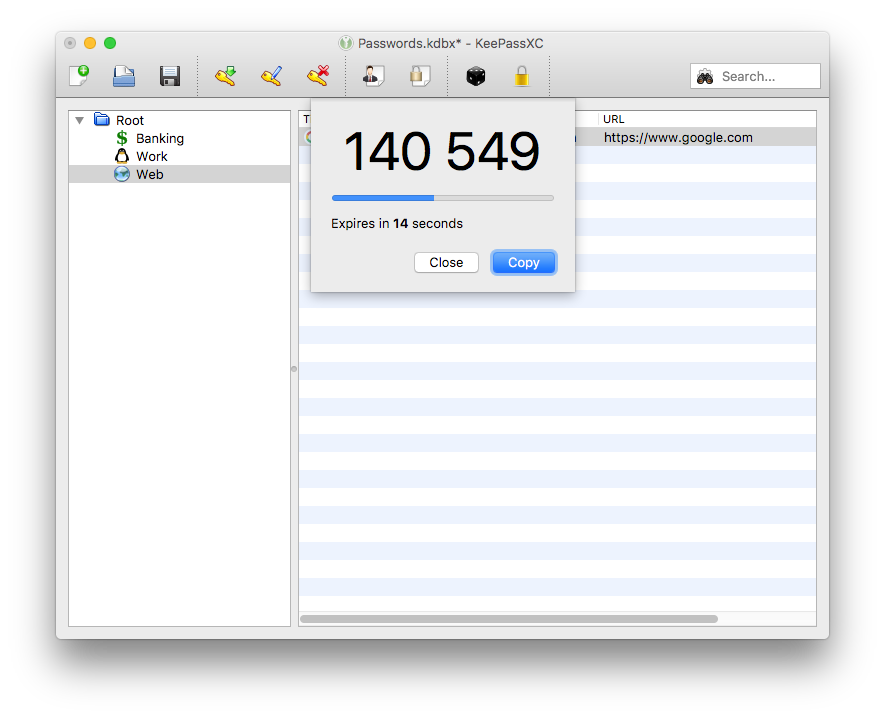 Passwords.kdbx* - KeePassXC
Search...
Root
Banking
Work
Web
URL
https://www.google.com
140 549
Expires in 14 seconds
Close
Copy